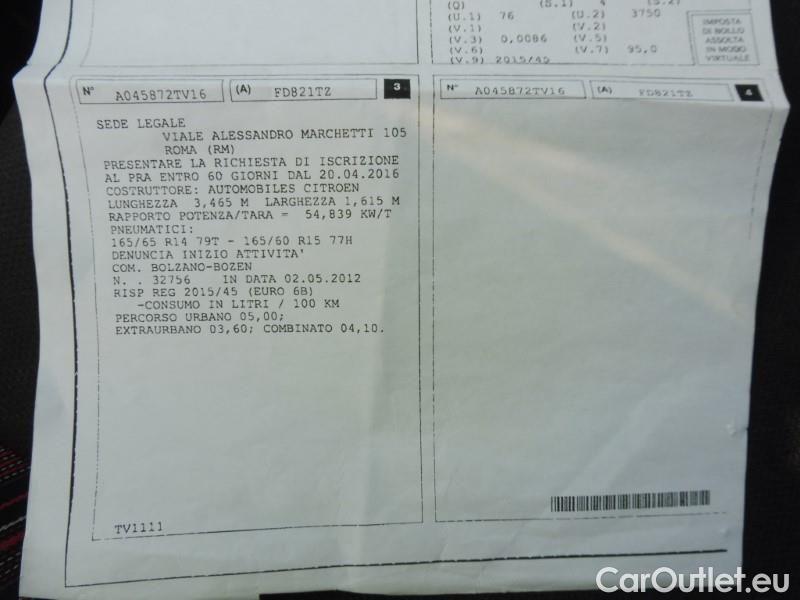 (Q) (S.1) 4 (S.2)
(U.1) 76 (U.2) 3750
(V.1) (V.2)
(V.3) 0,0086 (V.5)
(V.6) (V.7) 95,0
(V.9) 2015/45
IMPOSTA
DI BOLLO
ASSOLTA
IN MODO
VIRTUALE
N° A045872TV16 (A) FD821TZ 3
SEDE LEGALE
VIALE ALESSANDRO MARCHETTI 105
ROMA (RM)
PRESENTARE LA RICHIESTA DI ISCRIZIONE
AL PRA ENTRO 60 GIORNI DAL 20.04.2016
COSTRUTTORE: AUTOMOBILES CITROEN
LUNGHEZZA 3,465 M LARGHEZZA 1,615 M
RAPPORTO POTENZA/TARA = 54,839 KW/T
PNEUMATICI:
165/65 R14 79T - 165/60 R15 77H
DENUNCIA INIZIO ATTIVITA'
COM. BOLZANO-BOZEN
N. . 32756 IN DATA 02.05.2012
RISP REG 2015/45 (EURO 6B)
-CONSUMO IN LITRI / 100 KM
PERCORSO URBANO 05,00;
EXTRAURBANO 03,60; COMBINATO 04,10.
TV1111
N° A045872TV16 (A) FD821TZ 4
CarOutlet.eu